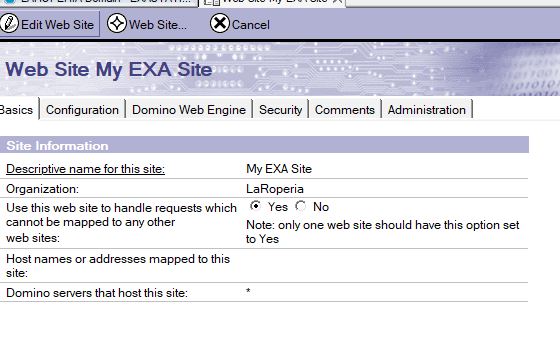 Web Site My EXA Site
Edit Web Site Web Site... Cancel
Web Site My EXA Site
Basics Configuration Domino Web Engine Security Comments Administration
Site Information
Descriptive name for this site: My EXA Site
Organization: LaRoperia
Use this web site to handle requests which Yes No
cannot be mapped to any other Note: only one web site should have this option set
web sites: to Yes
Host names or addresses mapped to this
site:
Domino servers that host this site: *